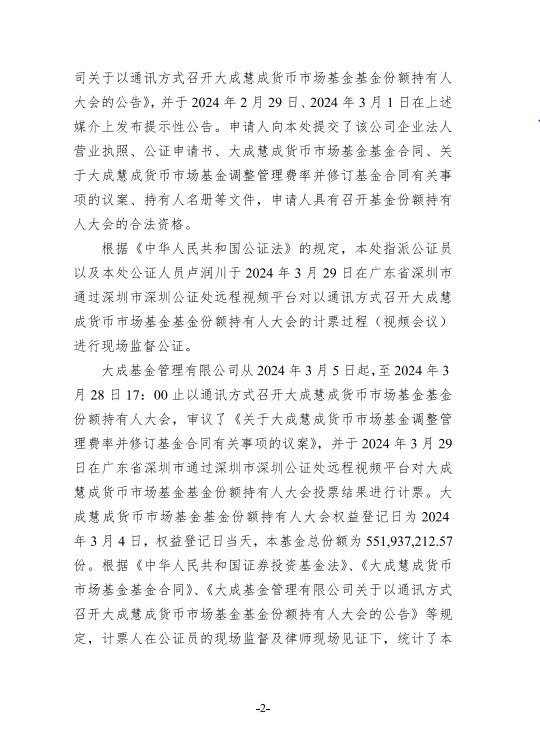 司关于以通讯方式召开大成慧成货币市场基金基金份额持有人
大会的公告》，并于 2024 年 2 月 29 日、2024 年 3 月 1 日在上述
媒介上发布提示性公告。申请人向本处提交了该公司企业法人
营业执照、公证申请书、大成慧成货币市场基金基金合同、关
于大成慧成货币市场基金调整管理费率并修订基金合同有关事
项的议案、持有人名册等文件，申请人具有召开基金份额持有
人大会的合法资格。
根据《中华人民共和国公证法》的规定，本处指派公证员
以及本处公证人员卢润川于 2024 年 3 月 29 日在广东省深圳市
通过深圳市深圳公证处远程视频平台对以通讯方式召开大成慧
成货币市场基金基金份额持有人大会的计票过程（视频会议）
进行现场监督公证。
大成基金管理有限公司从 2024 年 3 月 5 日起，至 2024 年 3
月 28 日 17：00 止以通讯方式召开大成慧成货币市场基金基金
份额持有人大会，审议了《关于大成慧成货币市场基金调整管
理费率并修订基金合同有关事项的议案》，并于 2024 年 3 月 29
日在广东省深圳市通过深圳市深圳公证处远程视频平台对大成
慧成货币市场基金基金份额持有人大会投票结果进行计票。大
成慧成货币市场基金基金份额持有人大会权益登记日为 2024
年 3 月 4 日，权益登记日当天，本基金总份额为 551,937,212.57
份。根据《中华人民共和国证券投资基金法》、《大成慧成货币
市场基金基金合同》、《大成基金管理有限公司关于以通讯方式
召开大成慧成货币市场基金基金份额持有人大会的公告》等规
定，计票人在公证员的现场监督及律师现场见证下，统计了本
-2-